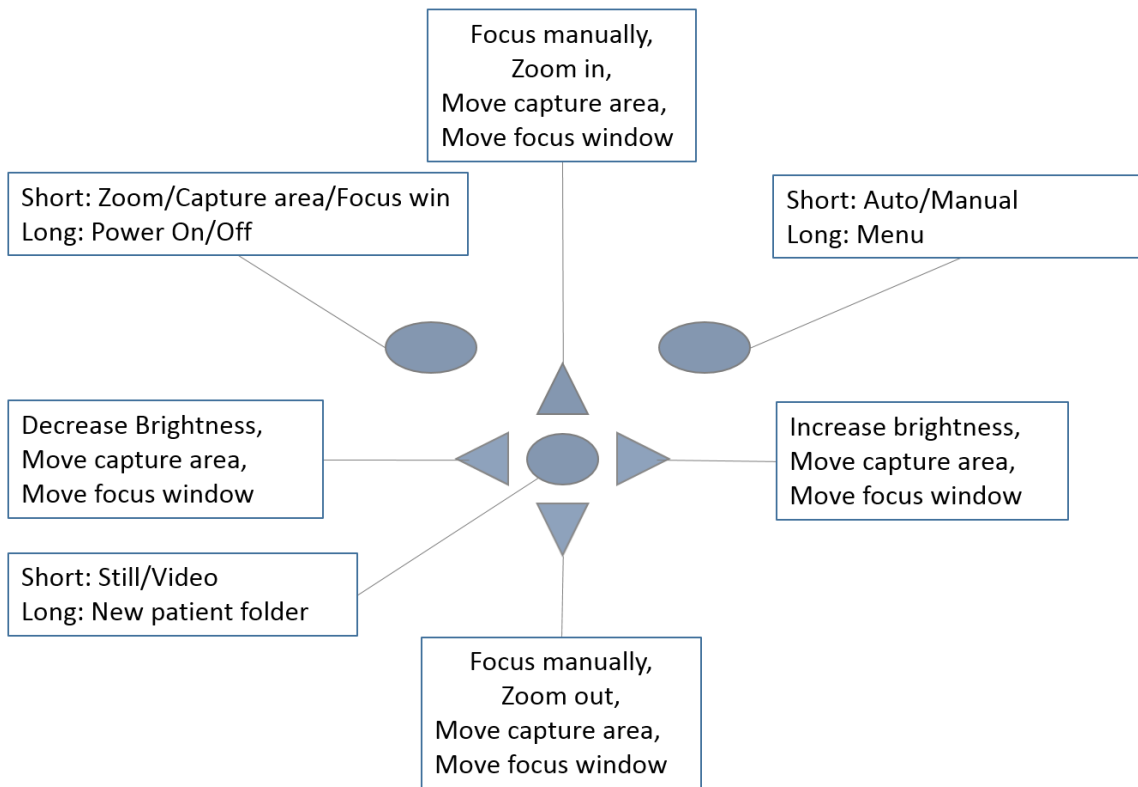 Focus manually,
Zoom in,
Move capture area,
Move focus window
Short: Zoom/Capture area/Focus win
Long: Power On/Off
Short: Auto/Manual
Long: Menu
Decrease Brightness,
Move capture area,
Move focus window
Increase brightness,
Move capture area,
Move focus window
Short: Still/Video
Long: New patient folder
Focus manually,
Zoom out,
Move capture area,
Move focus window